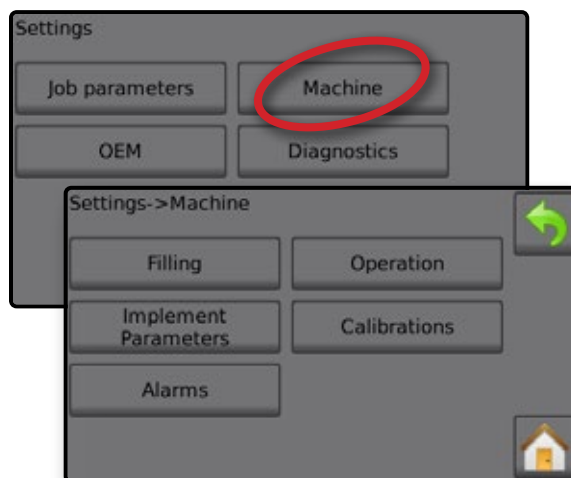 Settings
Job parameters
Machine
OEM
Diagnostics
Settings->Machine
Filling
Operation
Implement
Parameters
Calibrations
Alarms